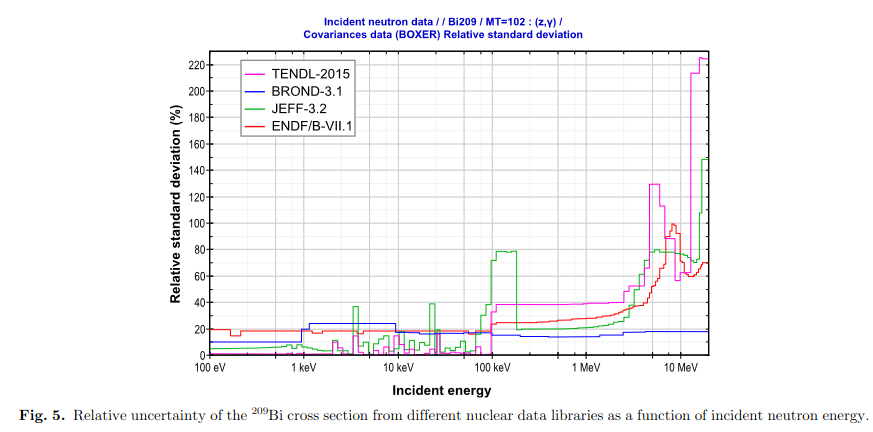 Incident neutron data / / Bi209 / MT=102 : (z,γ) /
Covariances data (BOXER) Relative standard deviation
Relative standard deviation (%)
220
200
180
160
140
120
100
80
60
40
20
0
TENDL-2015
BROND-3.1
JEFF-3.2
ENDF/B-VII.1
100 eV 1 keV 10 keV 100 keV 1 MeV 10 MeV
Incident energy
Fig. 5. Relative uncertainty of the ²⁰⁹Bi cross section from different nuclear data libraries as a function of incident neutron energy.